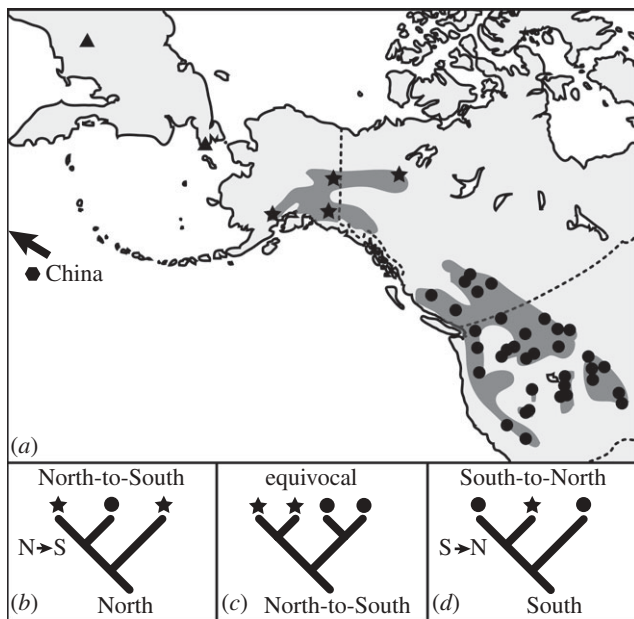 China
(a)
North-to-South
N→S
(b)
North
equivocal
(c)
North-to-South
South-to-North
S→N
(d)
South